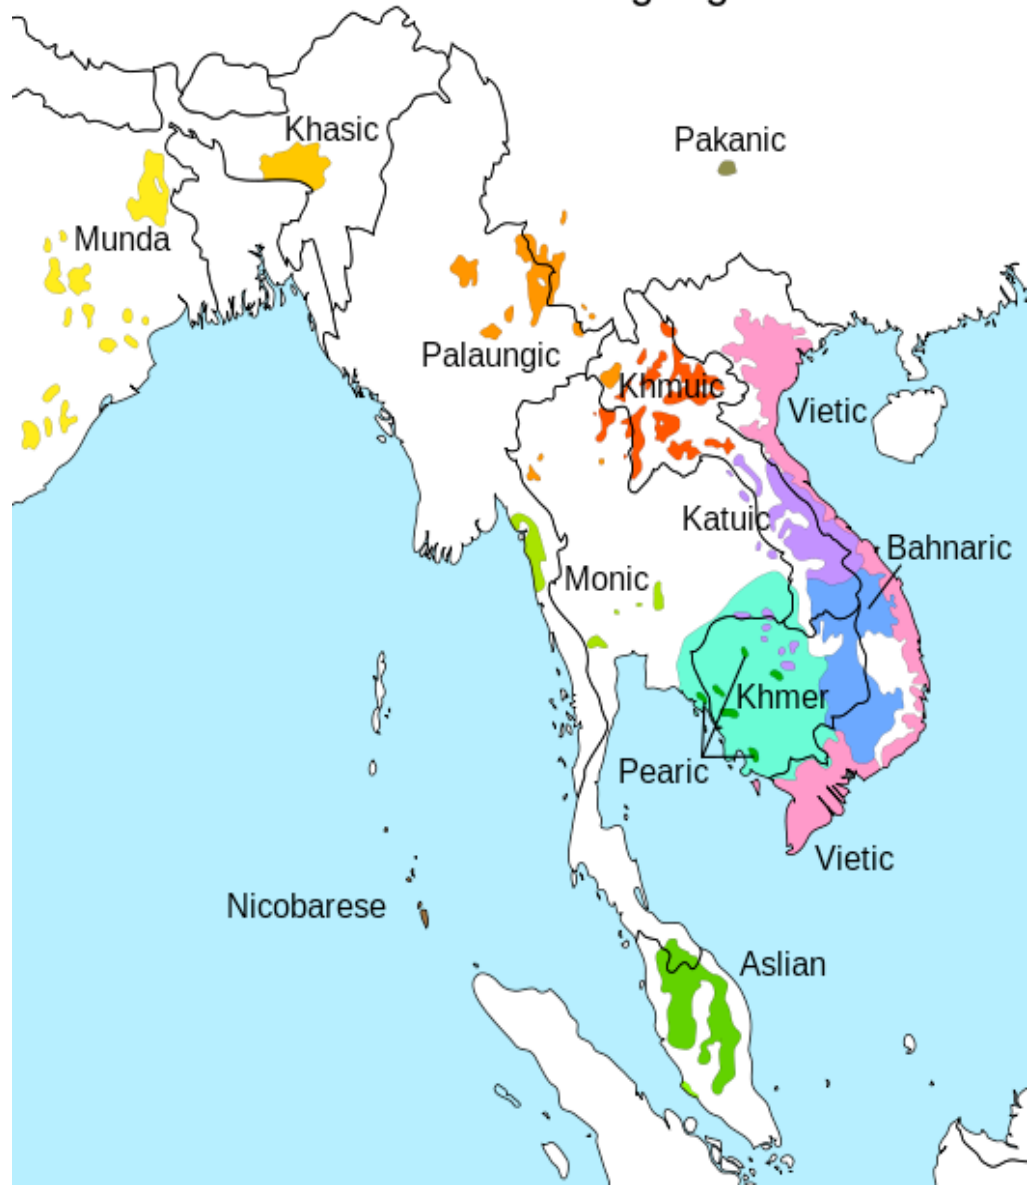 Khasic
Pakanic
Munda
Palaungic
Khmuic
Vietic
Katuic
Bahnaric
Monic
Khmer
Pearic
Vietic
Nicobarese
Aslian